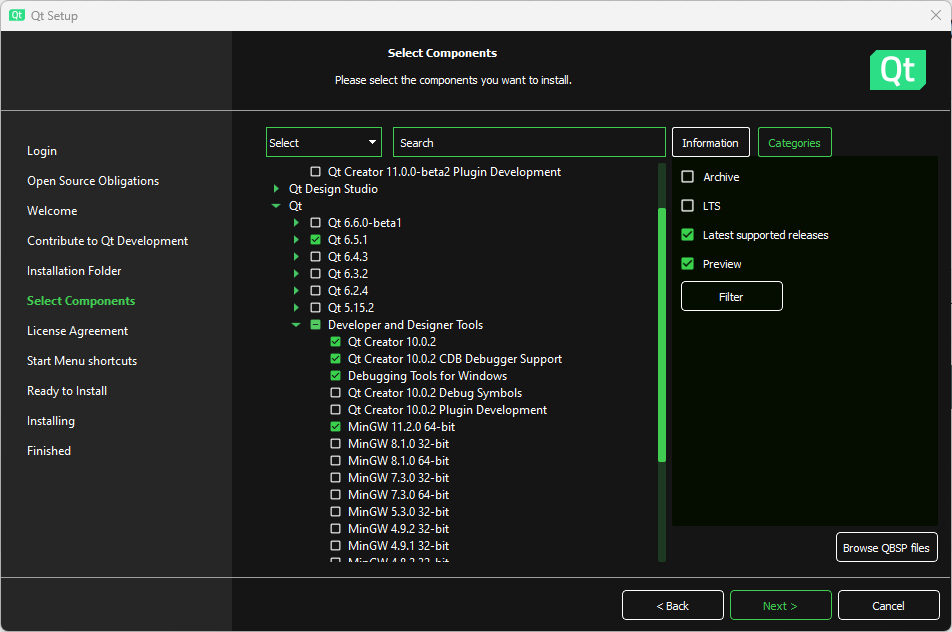 Qt Qt Setup
Select Components
Please select the components you want to install.
Qt
Login
Open Source Obligations
Welcome
Contribute to Qt Development
Installation Folder
Select Components
License Agreement
Start Menu shortcuts
Ready to Install
Installing
Finished
Select
Search
Qt Creator 11.0.0-beta2 Plugin Development
Qt Design Studio
Qt
Qt 6.6.0-beta1
Qt 6.5.1
Qt 6.4.3
Qt 6.3.2
Qt 6.2.4
Qt 5.15.2
Developer and Designer Tools
Qt Creator 10.0.2
Qt Creator 10.0.2 CDB Debugger Support
Debugging Tools for Windows
Qt Creator 10.0.2 Debug Symbols
Qt Creator 10.0.2 Plugin Development
MinGW 11.2.0 64-bit
MinGW 8.1.0 32-bit
MinGW 8.1.0 64-bit
MinGW 7.3.0 32-bit
MinGW 7.3.0 64-bit
MinGW 5.3.0 32-bit
MinGW 4.9.2 32-bit
MinGW 4.9.1 32-bit
Information
Categories
Archive
LTS
Latest supported releases
Preview
Filter
Browse QBSP files
< Back
Next >
Cancel